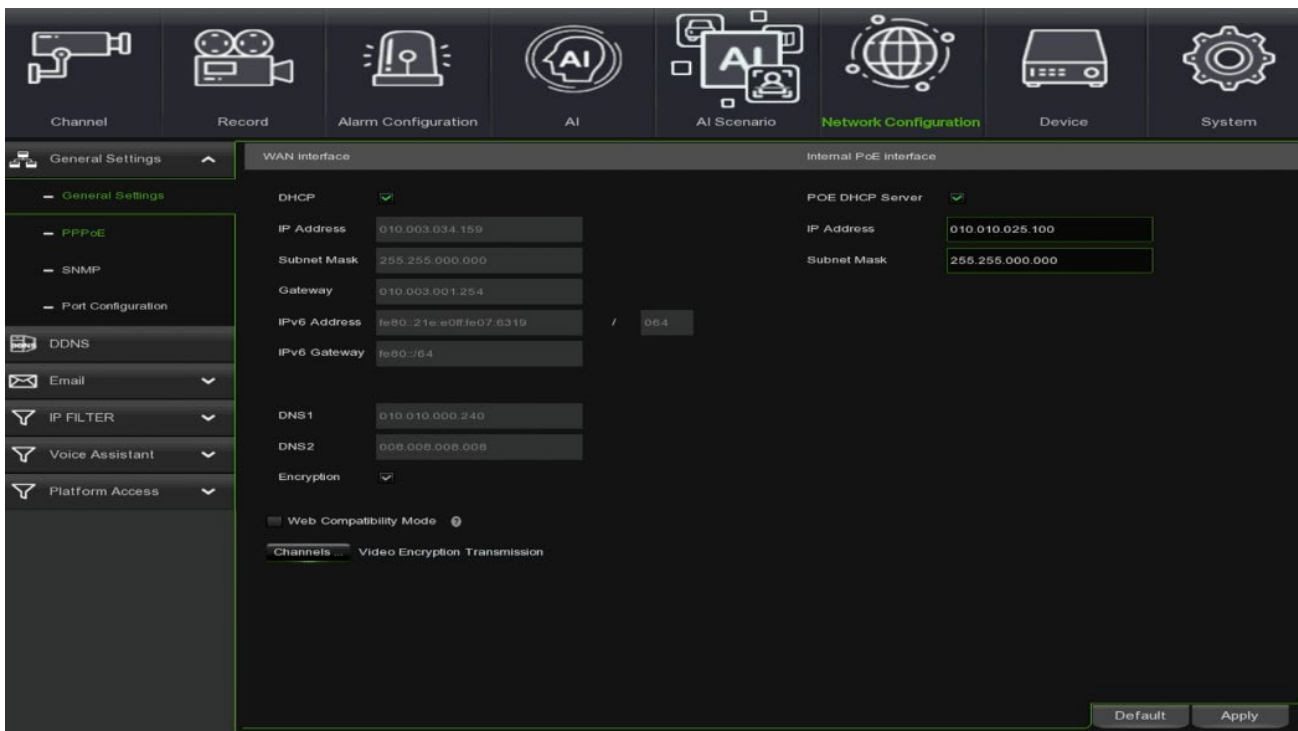 AI
AI
Channel Record Alarm Configuration AI AI Scenario Network Configuration Device System
General Settings
General Settings
PPPoE
SNMP
Port Configuration
DDNS
Email
IP FILTER
Voice Assistant
Platform Access
WAN interface
DHCP
IP Address 010.003.034.159
Subnet Mask 255.255.000.000
Gateway 010.003.001.254
IPv6 Address fe80::21e:e0ff:fe07:6319 / 064
IPv6 Gateway fe80::/64
DNS1 010.010.000.240
DNS2 008.008.008.008
Encryption
Web Compatibility Mode ?
Channels ... Video Encryption Transmission
Internal PoE interface
POE DHCP Server
IP Address 010.010.025.100
Subnet Mask 255.255.000.000
Default Apply